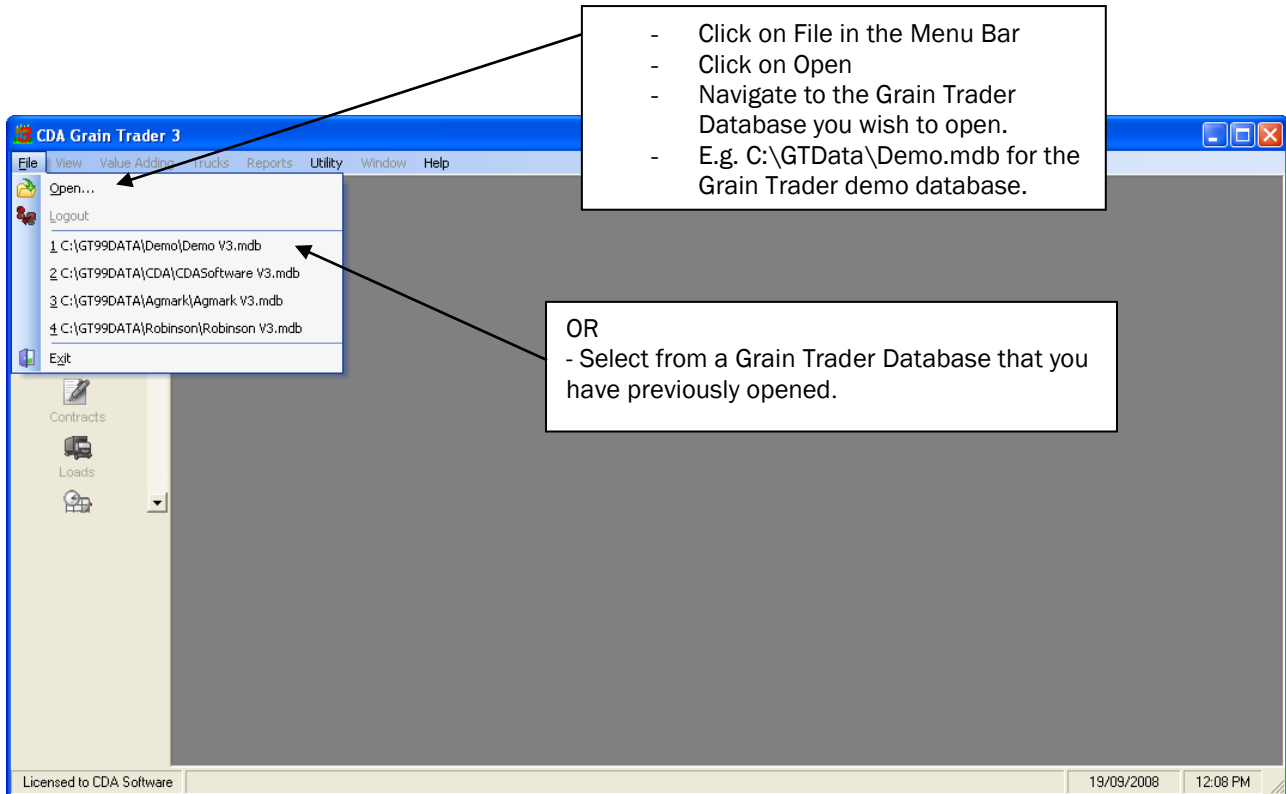 - Click on File in the Menu Bar
- Click on Open
- Navigate to the Grain Trader
Database you wish to open.
- E.g. C:\GTData\Demo.mdb for the
Grain Trader demo database.
CDA Grain Trader 3
File View Value Adding Trucks Reports Utility Window Help
Open...
Logout
1 C:\GT99DATA\Demo\Demo V3.mdb
2 C:\GT99DATA\CDA\CDASoftware V3.mdb
3 C:\GT99DATA\Agmark\Agmark V3.mdb
4 C:\GT99DATA\Robinson\Robinson V3.mdb
Exit
OR
- Select from a Grain Trader Database that you
have previously opened.
Contracts
Loads
Licensed to CDA Software 19/09/2008 12:08 PM